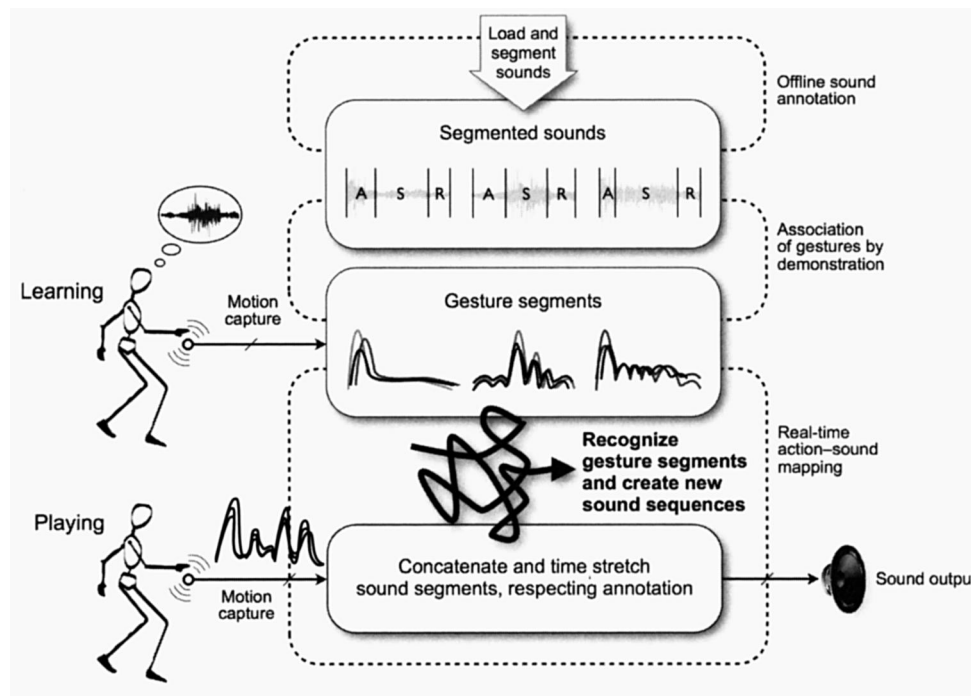 Load and
segment
sounds
Offline sound
annotation
Segmented sounds
A S R A S R A S R
Association
of gestures by
demonstration
Learning
Motion
capture
Gesture segments
Recognize
gesture segments
and create new
sound sequences
Real-time
action–sound
mapping
Playing
Motion
capture
Concatenate and time stretch
sound segments, respecting annotation
Sound output